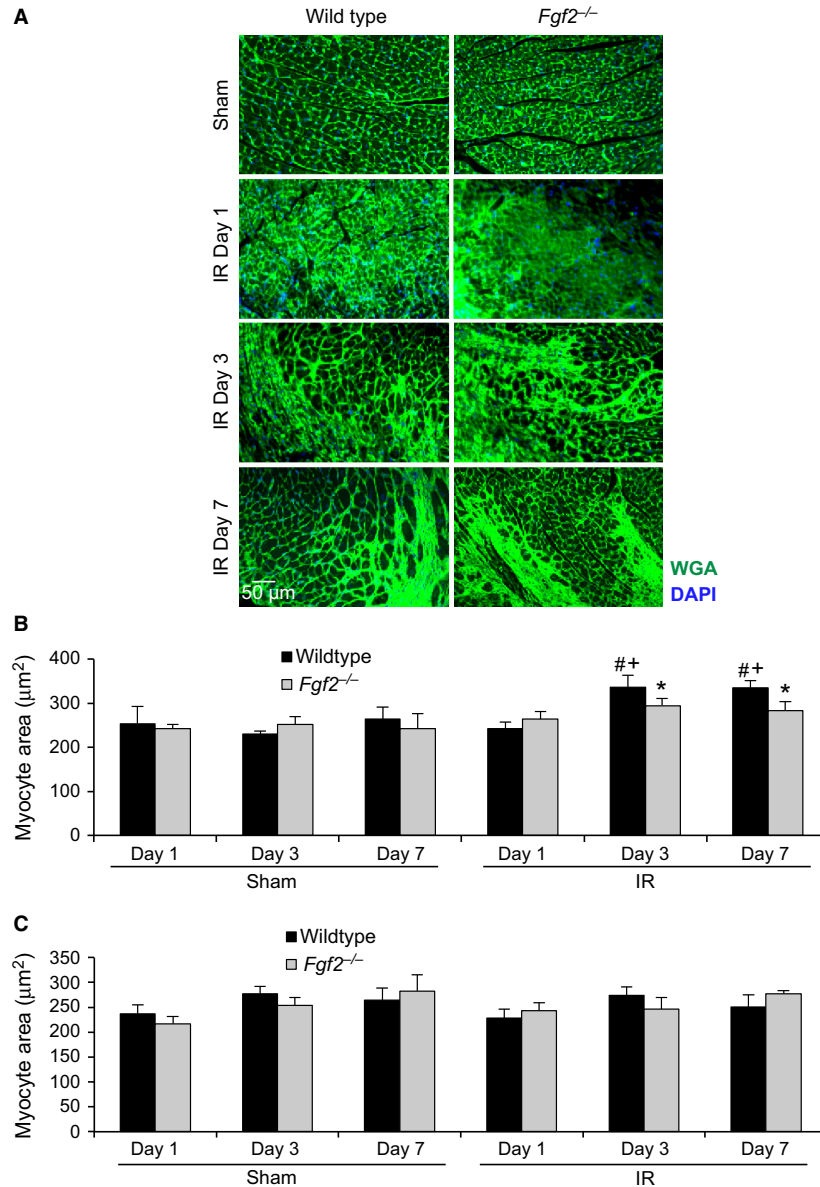 A
Wild type
Fgf2–/–
Sham
IR Day 1
IR Day 3
IR Day 7
50 µm
WGA
DAPI
B
Myocyte area (µm²)
400
300
200
100
0
Wildtype
Fgf2–/–
#+
*
#+
*
Day 1
Day 3
Day 7
Day 1
Day 3
Day 7
Sham
IR
C
Myocyte area (µm²)
350
300
250
200
150
100
50
0
Wildtype
Fgf2–/–
Day 1
Day 3
Day 7
Day 1
Day 3
Day 7
Sham
IR